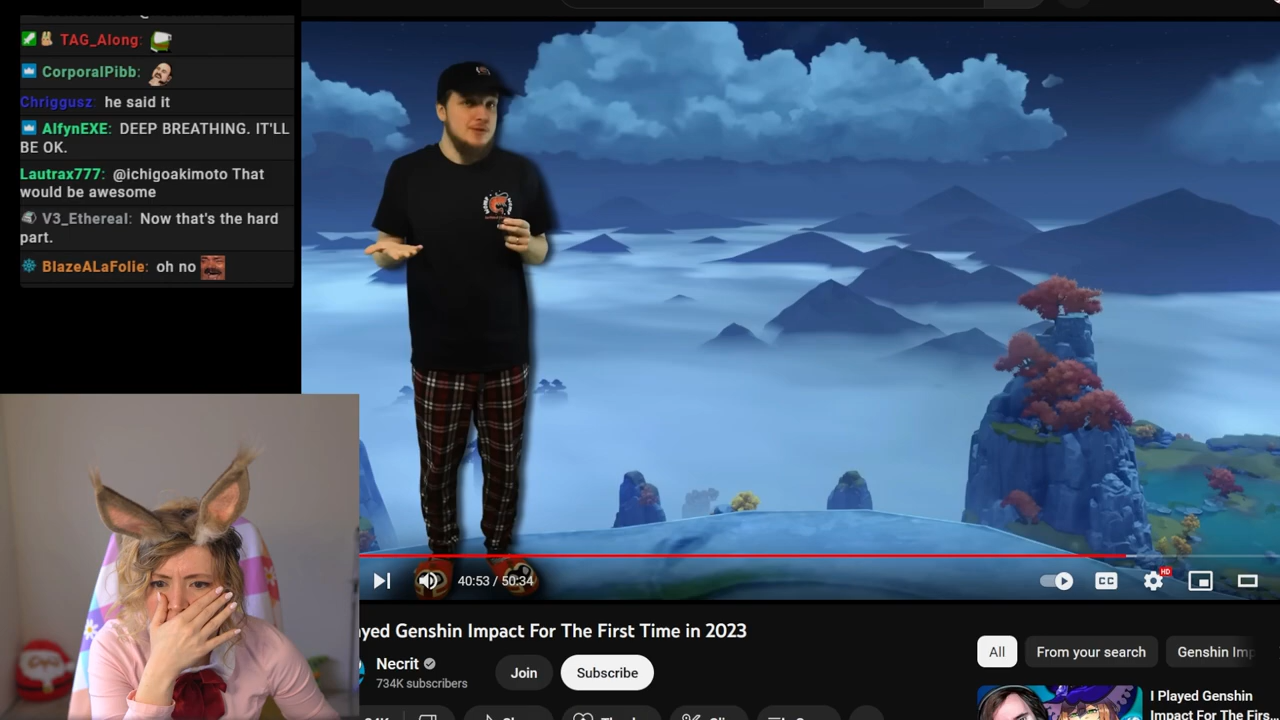 TAG_Along:
CorporalPibb:
Chriggusz: he said it
AlfynEXE: DEEP BREATHING. IT'LL
BE OK.
Lautrax777: @ichigoakimoto That
would be awesome
V3_Ethereal: Now that's the hard
part.
BlazeALaFolie: oh no
40:53 / 50:34
CC
HD
ayed Genshin Impact For The First Time in 2023
Necrit
734K subscribers
Join
Subscribe
All
From your search
Genshin Imp
I Played Genshin
Impact For The Firs